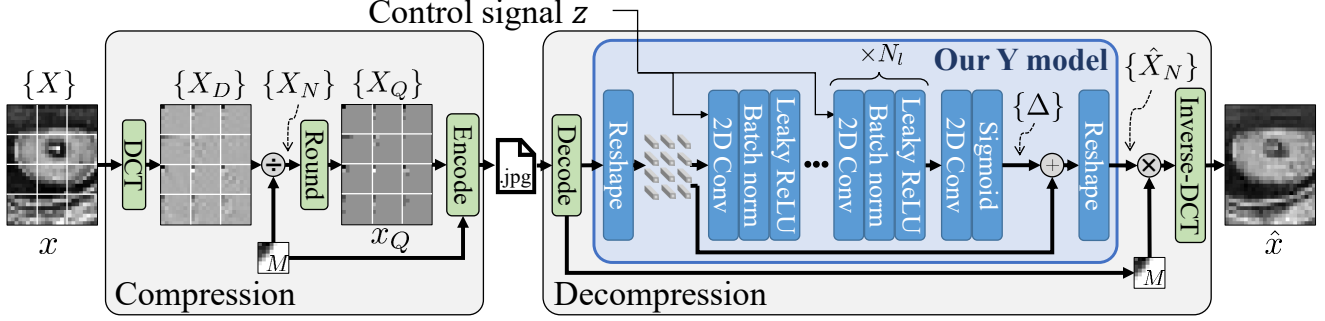 Control signal z
{X}
x
DCT
{X_D}
{X_N}
÷
Round
{X_Q}
x_Q
M
Encode
Compression
.jpg
Decode
Our Y model
Reshape
2D Conv
Batch norm
Leaky ReLU
×N_l
2D Conv
Batch norm
Leaky ReLU
2D Conv
Sigmoid
{Δ}
+
Reshape
{X̂_N}
×
M
Inverse-DCT
x̂
Decompression